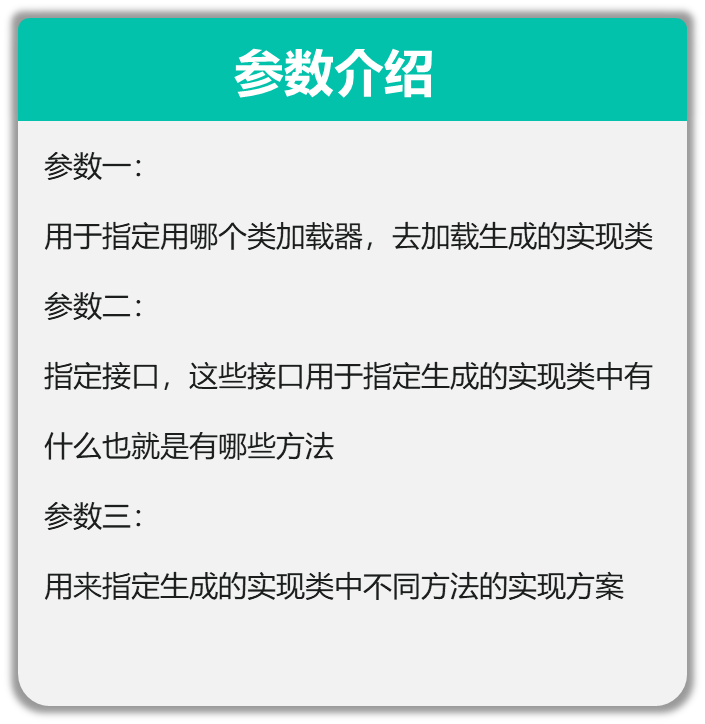 参数介绍
参数一：
用于指定用哪个类加载器，去加载生成的实现类
参数二：
指定接口，这些接口用于指定生成的实现类中有
什么也就是有哪些方法
参数三：
用来指定生成的实现类中不同方法的实现方案